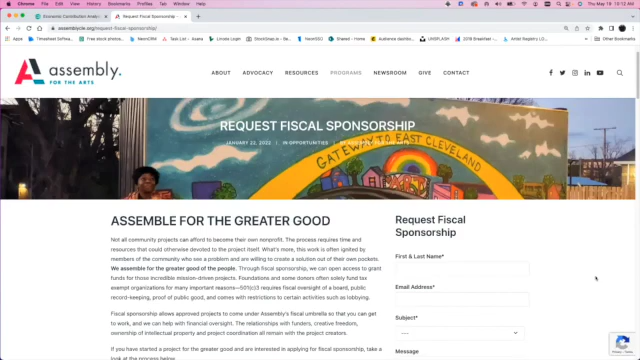 Chrome File Edit View History Bookmarks Profiles Tab Window Help
Thu May 18 10:12 AM
Economic Contribution Analys
Request Fiscal Sponsorship –
assemblycle.org/request-fiscal-sponsorship/
Apps Timesheet Software Free stock photos Task List - Asana StockSnap.io Shared - Home Audience dashboard UNSPLASH 2018 Breakfast Artist Registry Other Bookmarks
assembly.
FOR THE ARTS.
ABOUT ADVOCACY RESOURCES PROGRAMS NEWSROOM GIVE CONTACT
REQUEST FISCAL SPONSORSHIP
JANUARY 22, 2022 | IN OPPORTUNITIES | BY
GATEWAY TO EAST CLEVELAND
ASSEMBLE FOR THE GREATER GOOD
Not all community projects can afford to become their own nonprofit. The process requires time and
resources that could otherwise devoted to the project itself. What's more, this work is often ignited by
members of the community who see a problem and are willing to create a solution out of their own pockets.
We assemble for the greater good of the people. Through fiscal sponsorship, we can open access to grant
funds for those incredible mission-driven projects. Foundations and some donors often solely fund tax
exempt organizations for many important reasons—501(c)3 requires fiscal oversight of a board, public
record-keeping, proof of public good, and comes with restrictions to certain activities such as lobbying.
Fiscal sponsorship allows approved projects to come under Assembly's fiscal umbrella so that you can get
to work, and we can help with financial oversight. The relationships with funders, creative freedoms,
ownership of intellectual property and project coordination all remain with the project creators.
If you have started a project for the greater good and are interested in applying for fiscal sponsorship, take a
look at the process below.
Request Fiscal
Sponsorship
First & Last Name*
Email Address*
Subject*
---
Message
Privacy - Terms